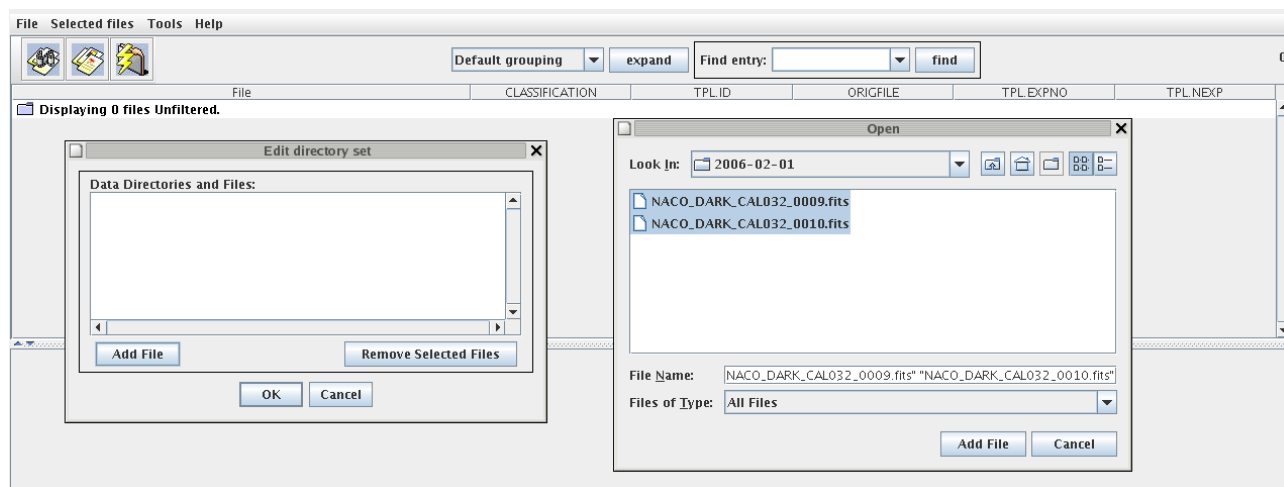 File Selected files Tools Help
Default grouping expand Find entry: find
File CLASSIFICATION TPL.ID ORIGFILE TPL.EXPNO TPL.NEXP
Displaying 0 files Unfiltered.
Edit directory set
Data Directories and Files:
Add File Remove Selected Files
OK Cancel
Open
Look In: 2006-02-01
NACO_DARK_CAL032_0009.fits
NACO_DARK_CAL032_0010.fits
File Name: NACO_DARK_CAL032_0009.fits" "NACO_DARK_CAL032_0010.fits"
Files of Type: All Files
Add File Cancel